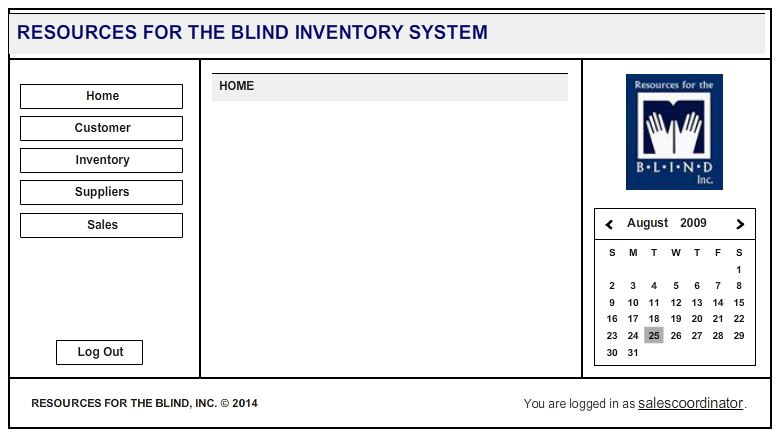 RESOURCES FOR THE BLIND INVENTORY SYSTEM
Home
Customer
Inventory
Suppliers
Sales
Log Out
HOME
Resources for the
B•L•I•N•D
Inc.
August 2009
S M T W T F S
1
2 3 4 5 6 7 8
9 10 11 12 13 14 15
16 17 18 19 20 21 22
23 24 25 26 27 28 29
30 31
RESOURCES FOR THE BLIND, INC. © 2014
You are logged in as salescoordinator.